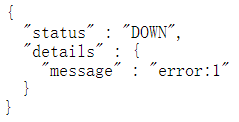 {
  "status" : "DOWN",
  "details" : {
    "message" : "error:1"
  }
}